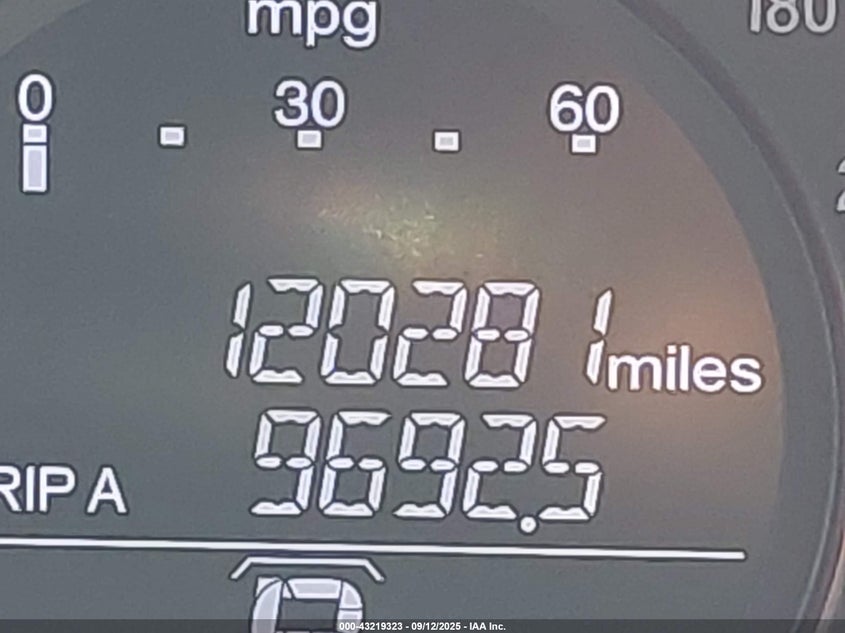 mpg
180
0 30 60
120281 miles
RIP A 9692.5
000-43219323 - 09/12/2025 - IAA Inc.